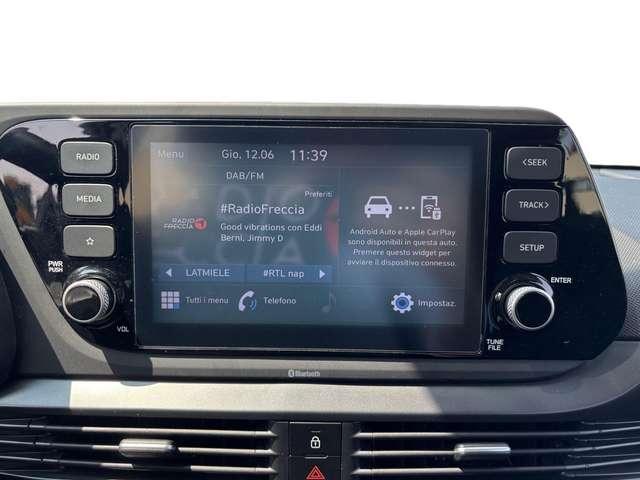 RADIO
MEDIA
PWR
PUSH
VOL
Menu Gio, 12.06 11:39
DAB/FM
Preferiti
RADIO
FRECCIA
#RadioFreccia
Good vibrations con Eddi
Berni, Jimmy D
LATMIELE #RTL nap
Android Auto e Apple CarPlay
sono disponibili in questa auto.
Premere questo widget per
avviare il dispositivo connesso.
Tutti i menu Telefono Impostaz.
<SEEK
TRACK>
SETUP
ENTER
TUNE
FILE
Bluetooth